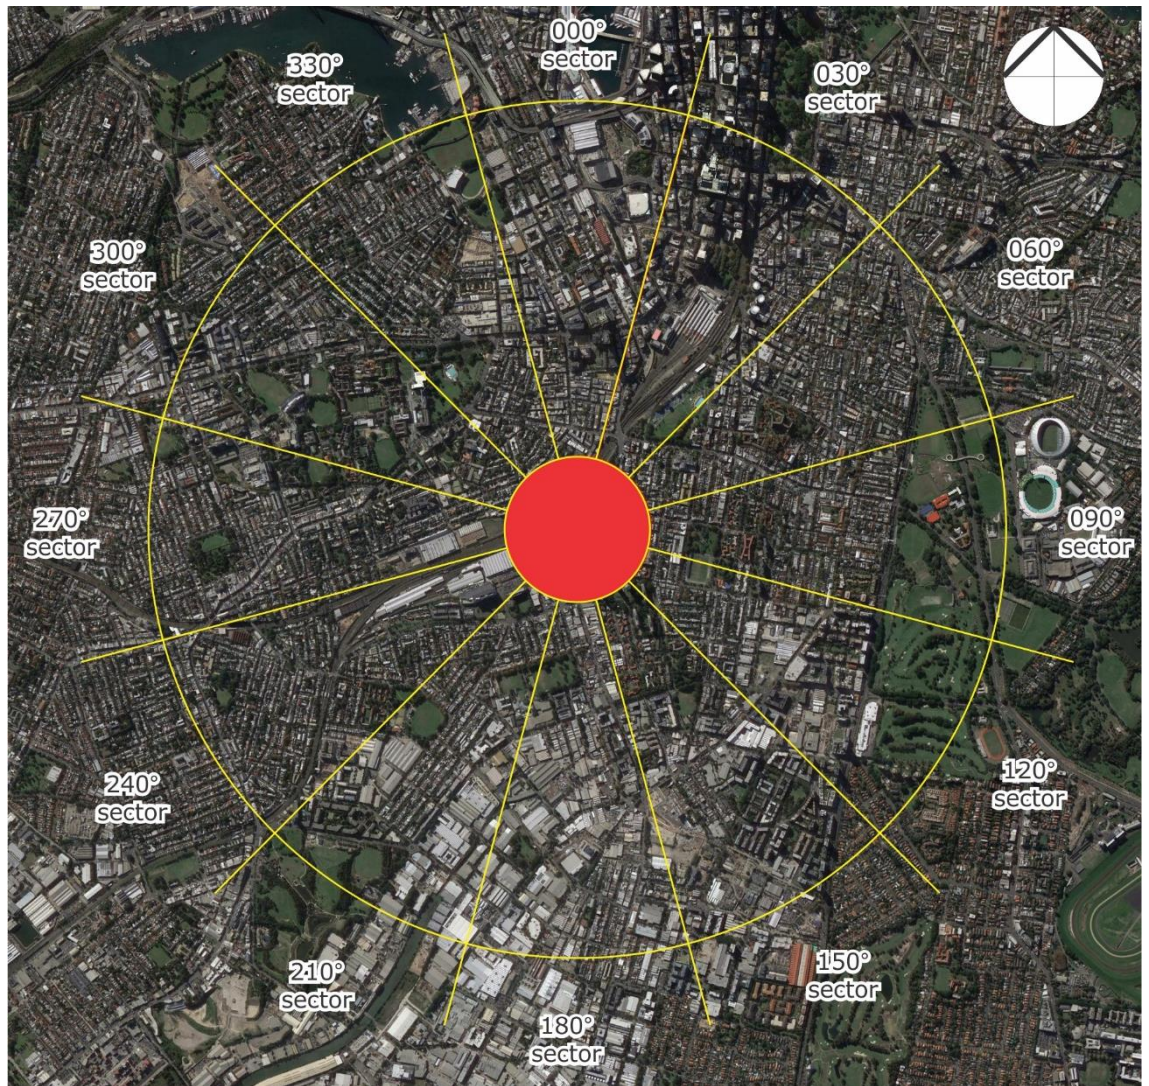 000°
sector
330°
sector
030°
sector
300°
sector
060°
sector
270°
sector
090°
sector
240°
sector
120°
sector
210°
sector
150°
sector
180°
sector